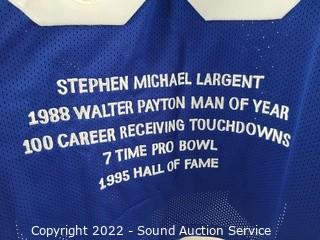 STEPHEN MICHAEL LARGENT
1988 WALTER PAYTON MAN OF YEAR
100 CAREER RECEIVING TOUCHDOWNS
7 TIME PRO BOWL
1995 HALL OF FAME
Copyright 2022 - Sound Auction Service